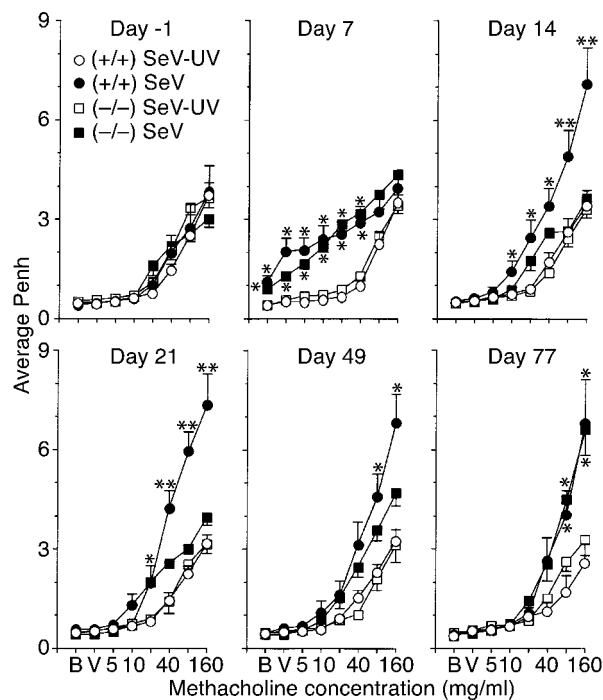 Day -1
Day 7
Day 14
9
6
3
0
(+/+) SeV-UV
(+/+) SeV
(−/−) SeV-UV
(−/−) SeV
**
**
*
*
*
* * * * * *
* * * * * *
Average Penh
Day 21
Day 49
Day 77
9
6
3
0
**
**
**
*
*
*
*
*
*
*
B V 5 10 40 160
B V 5 10 40 160
B V 5 10 40 160
Methacholine concentration (mg/ml)